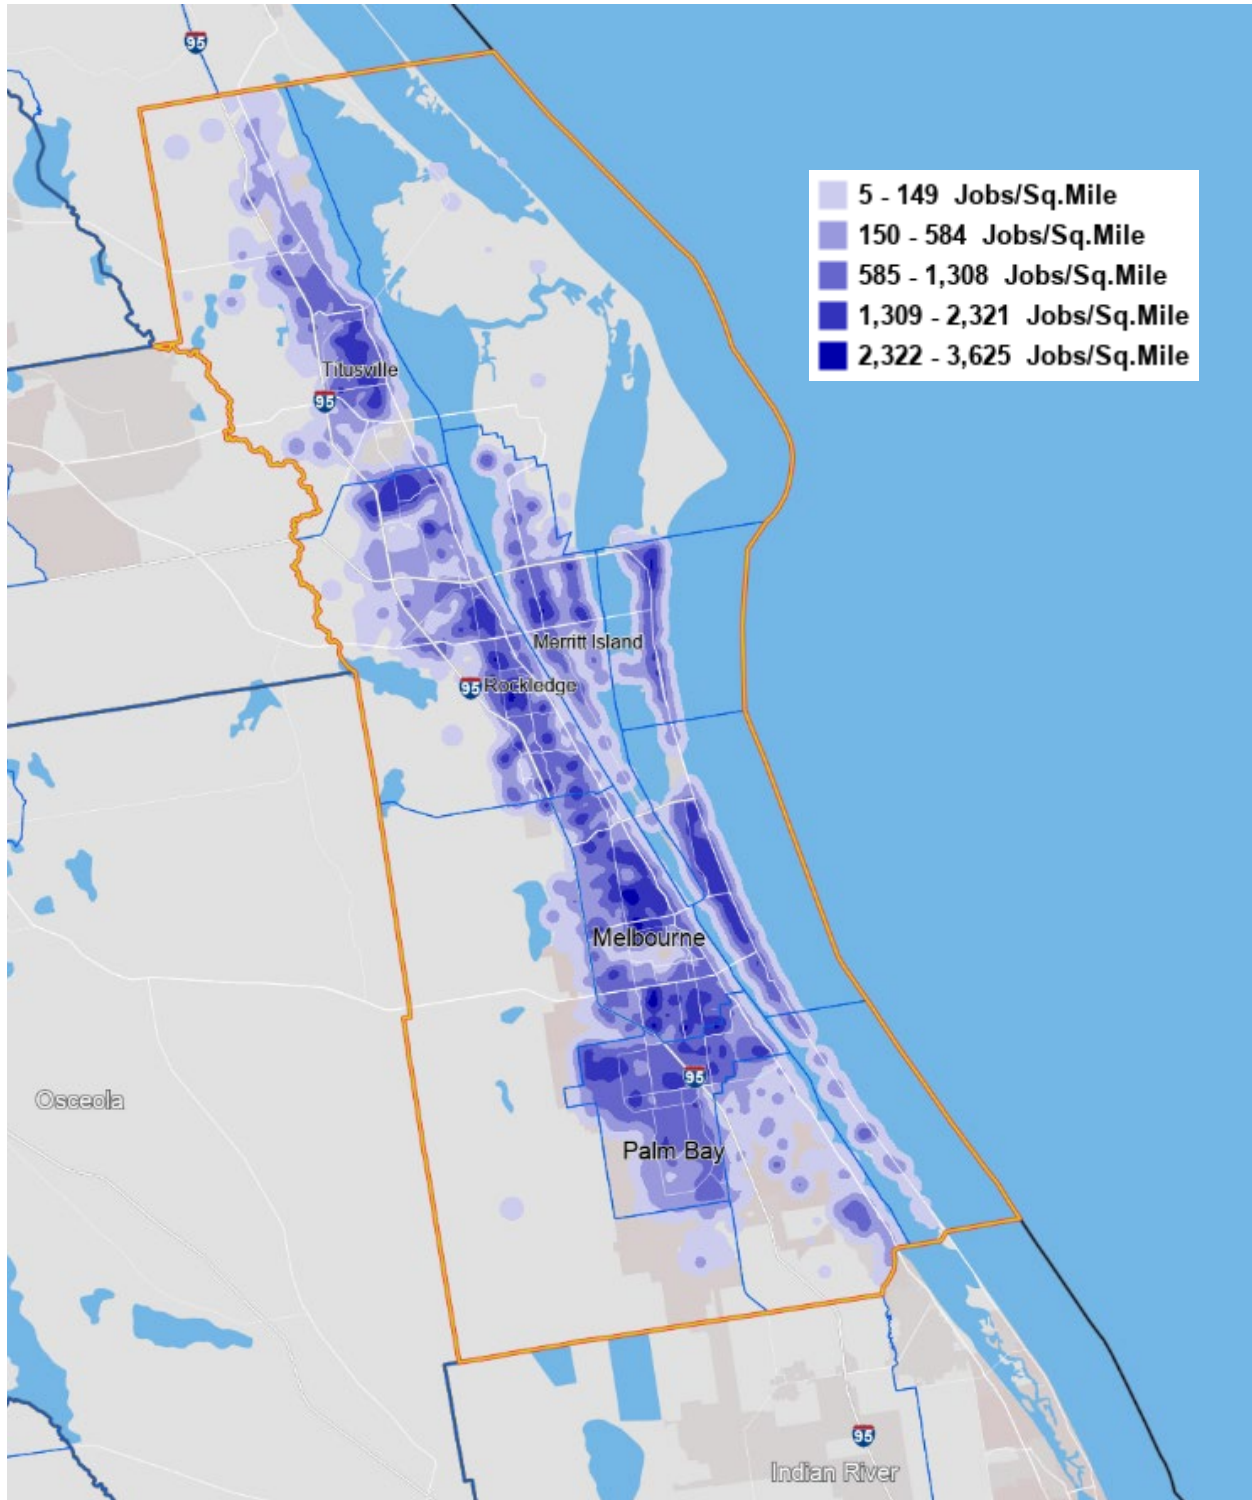 95
5 - 149 Jobs/Sq.Mile
150 - 584 Jobs/Sq.Mile
585 - 1,308 Jobs/Sq.Mile
1,309 - 2,321 Jobs/Sq.Mile
2,322 - 3,625 Jobs/Sq.Mile
Titusville
95
Merritt Island
95
Rockledge
Melbourne
95
Osceola
Palm Bay
95
Indian River